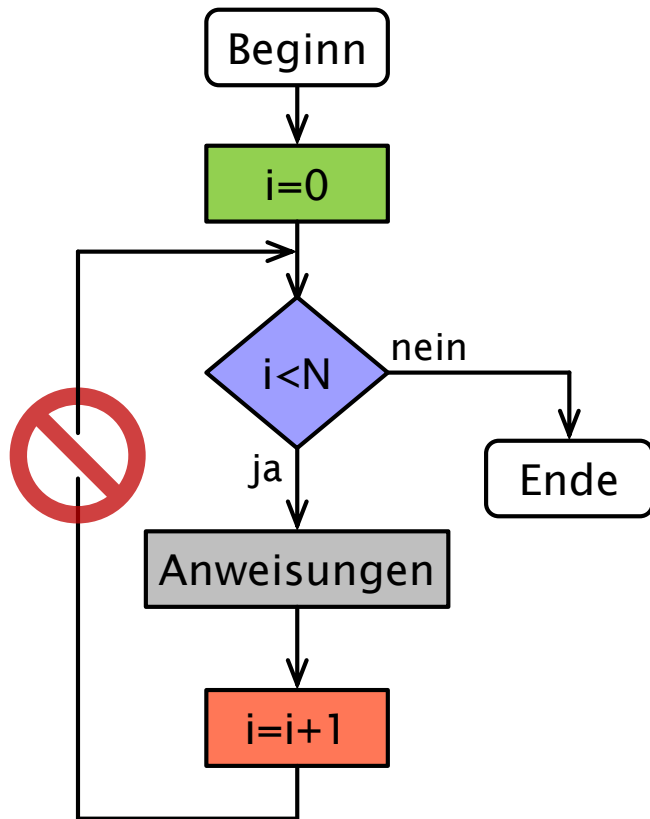 Beginn
i=0
i<N
nein
ja
Ende
Anweisungen
i=i+1